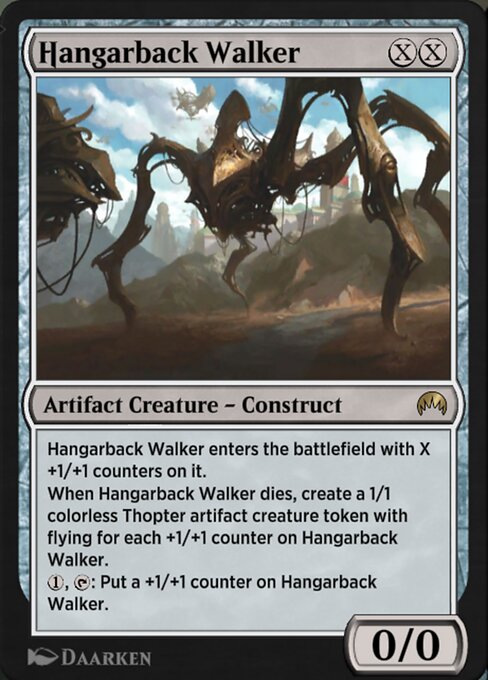 Hangarback Walker XX
Artifact Creature – Construct
Hangarback Walker enters the battlefield with X
+1/+1 counters on it.
When Hangarback Walker dies, create a 1/1
colorless Thopter artifact creature token with
flying for each +1/+1 counter on Hangarback
Walker.
1, T: Put a +1/+1 counter on Hangarback
Walker.
0/0
DAARKEN